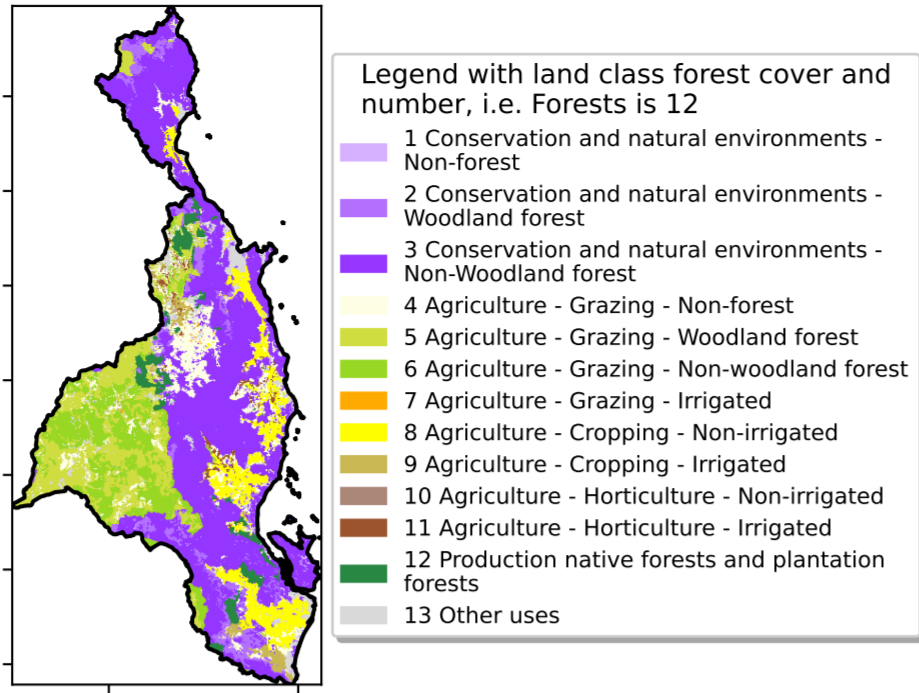 Legend with land class forest cover and
number, i.e. Forests is 12
1 Conservation and natural environments -
Non-forest
2 Conservation and natural environments -
Woodland forest
3 Conservation and natural environments -
Non-Woodland forest
4 Agriculture - Grazing - Non-forest
5 Agriculture - Grazing - Woodland forest
6 Agriculture - Grazing - Non-woodland forest
7 Agriculture - Grazing - Irrigated
8 Agriculture - Cropping - Non-irrigated
9 Agriculture - Cropping - Irrigated
10 Agriculture - Horticulture - Non-irrigated
11 Agriculture - Horticulture - Irrigated
12 Production native forests and plantation
forests
13 Other uses